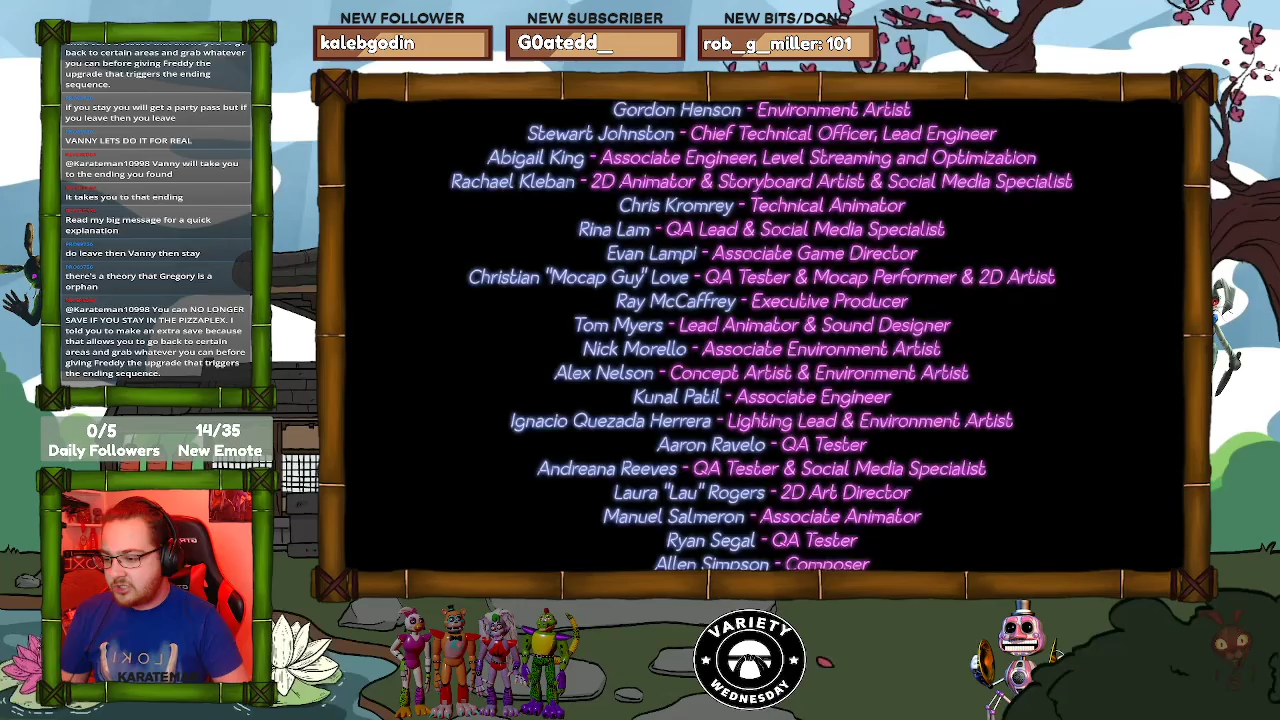 NEW FOLLOWER
NEW SUBSCRIBER
NEW BITS/DONO
kalebgodin
G0atedd_
rob_g_miller: 101
back to certain areas and grab whatever
you can before giving Freddy the
upgrade that triggers the ending
sequence.
if you stay you will get a party pass but if
you leave then you leave
VANNY LETS DO IT FOR REAL
@Karateman10998 Vanny will take you
to the ending you found
It takes you to that ending
Read my big message for a quick
explanation
do leave then Vanny then stay
there's a theory that Gregory is a
orphan
@Karateman10998 You can NO LONGER
SAVE IF YOU STAY IN THE PIZZAPLEX. I
told you to make an extra save because
that allows you to go back to certain
areas and grab whatever you can before
giving Freddy the upgrade that triggers
the ending sequence.
0/5
Daily Followers
14/35
New Emote
Gordon Henson - Environment Artist
Stewart Johnston - Chief Technical Officer, Lead Engineer
Abigail King - Associate Engineer, Level Streaming and Optimization
Rachael Kleban - 2D Animator & Storyboard Artist & Social Media Specialist
Chris Kromrey - Technical Animator
Rina Lam - QA Lead & Social Media Specialist
Evan Lampi - Associate Game Director
Christian "Mocap Guy" Love - QA Tester & Mocap Performer & 2D Artist
Ray McCaffrey - Executive Producer
Tom Myers - Lead Animator & Sound Designer
Nick Morello - Associate Environment Artist
Alex Nelson - Concept Artist & Environment Artist
Kunal Patil - Associate Engineer
Ignacio Quezada Herrera - Lighting Lead & Environment Artist
Aaron Ravelo - QA Tester
Andreana Reeves - QA Tester & Social Media Specialist
Laura "Lau" Rogers - 2D Art Director
Manuel Salmeron - Associate Animator
Ryan Segal - QA Tester
Allen Simpson - Composer
VARIETY
WEDNESDAY